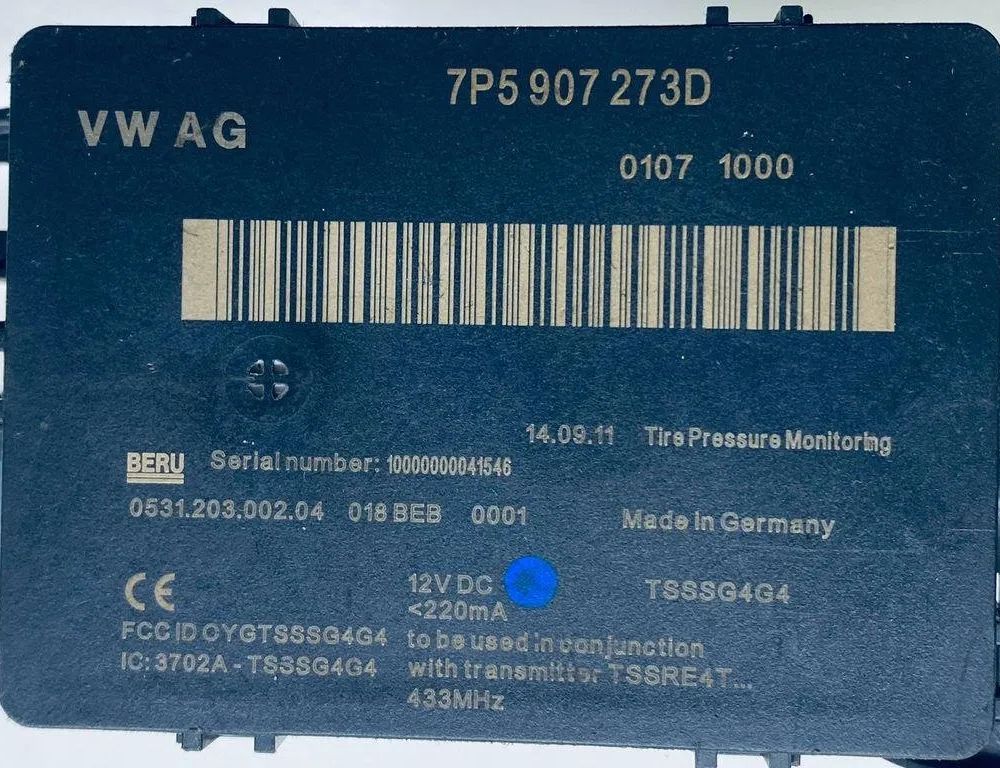 7P5 907 273D
VW AG
0107 1000
14.09.11 Tire Pressure Monitoring
BERU Serial number: 10000000041546
0531.203.002.04 018 BEB 0001 Made in Germany
CE 12V DC TSSSG4G4
<220mA
FCC ID OYGTSSSG4G4 to be used in conjunction
IC: 3702A - TSSSG4G4 with transmitter TSSRE4T...
433MHz